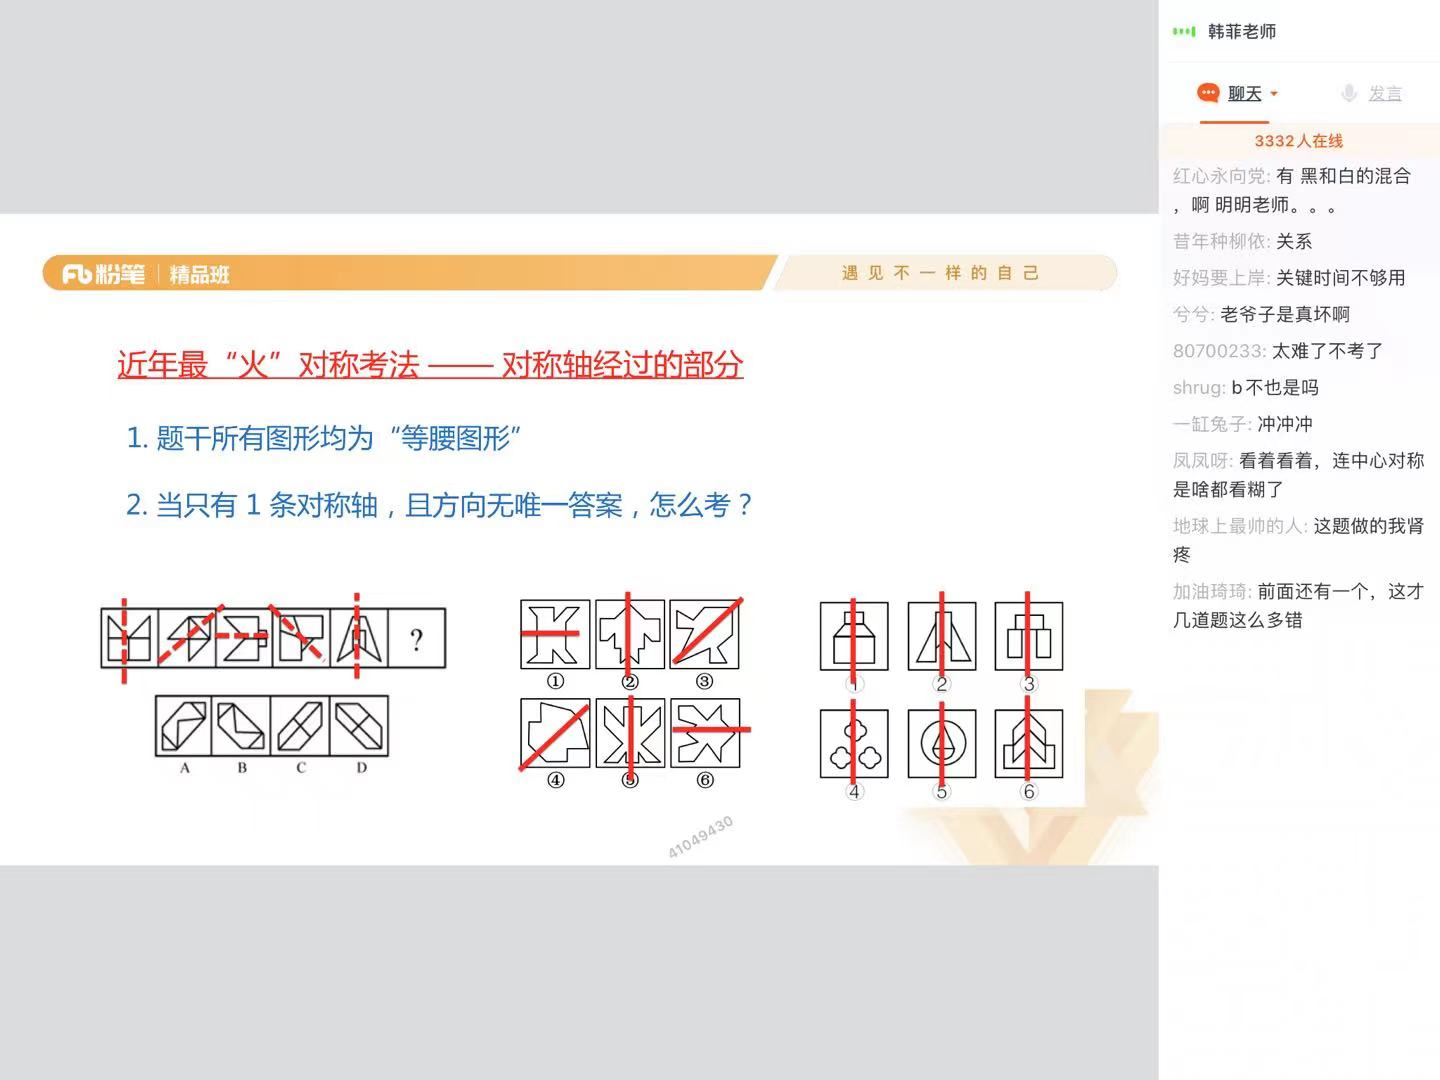 韩菲老师
聊天
发言
3332人在线
红心永向党: 有 黑和白的混合
，啊 明明老师。。。
昔年种柳依: 关系
好妈要上岸: 关键时间不够用
兮兮: 老爷子是真坏啊
80700233: 太难了不考了
shrug: b不也是吗
一缸兔子: 冲冲冲
凤凤呀: 看着看着，连中心对称
是啥都看糊了
地球上最帅的人: 这题做的我肾
疼
加油琦琦: 前面还有一个，这才
几道题这么多错
粉笔 精品班
遇见不一样的自己
近年最“火”对称考法 —— 对称轴经过的部分
1. 题干所有图形均为“等腰图形”
2. 当只有 1 条对称轴，且方向无唯一答案，怎么考？
?
A B C D
① ② ③
④ ⑤ ⑥
① ② ③
④ ⑤ ⑥
41049430